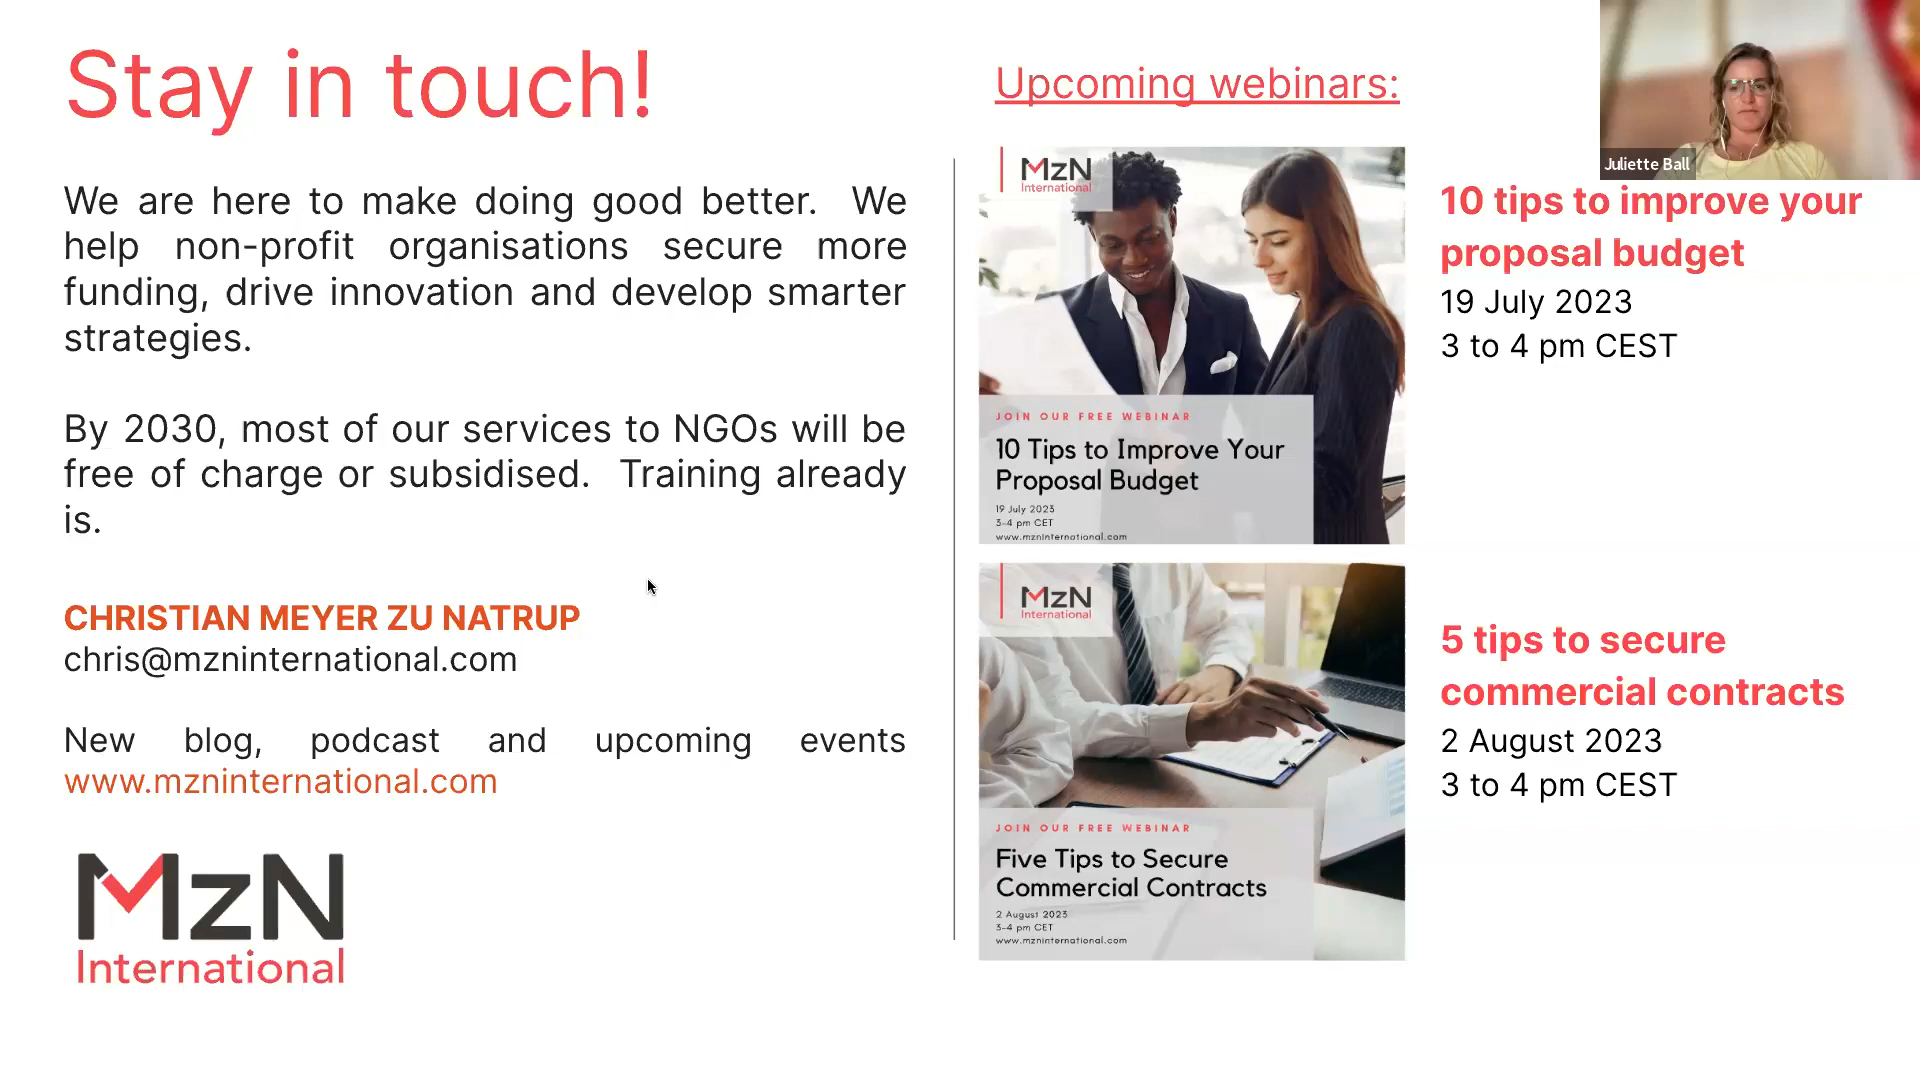 Stay in touch!
We are here to make doing good better. We
help non-profit organisations secure more
funding, drive innovation and develop smarter
strategies.
By 2030, most of our services to NGOs will be
free of charge or subsidised. Training already
is.
CHRISTIAN MEYER ZU NATRUP
chris@mzninternational.com
New blog, podcast and upcoming events
www.mzninternational.com
MzN
International
Upcoming webinars:
MzN
International
JOIN OUR FREE WEBINAR
10 Tips to Improve Your
Proposal Budget
19 July 2023
3-4 pm CET
www.mzninternational.com
MzN
International
JOIN OUR FREE WEBINAR
Five Tips to Secure
Commercial Contracts
2 August 2023
3-4 pm CET
www.mzninternational.com
Juliette Ball
10 tips to improve your
proposal budget
19 July 2023
3 to 4 pm CEST
5 tips to secure
commercial contracts
2 August 2023
3 to 4 pm CEST